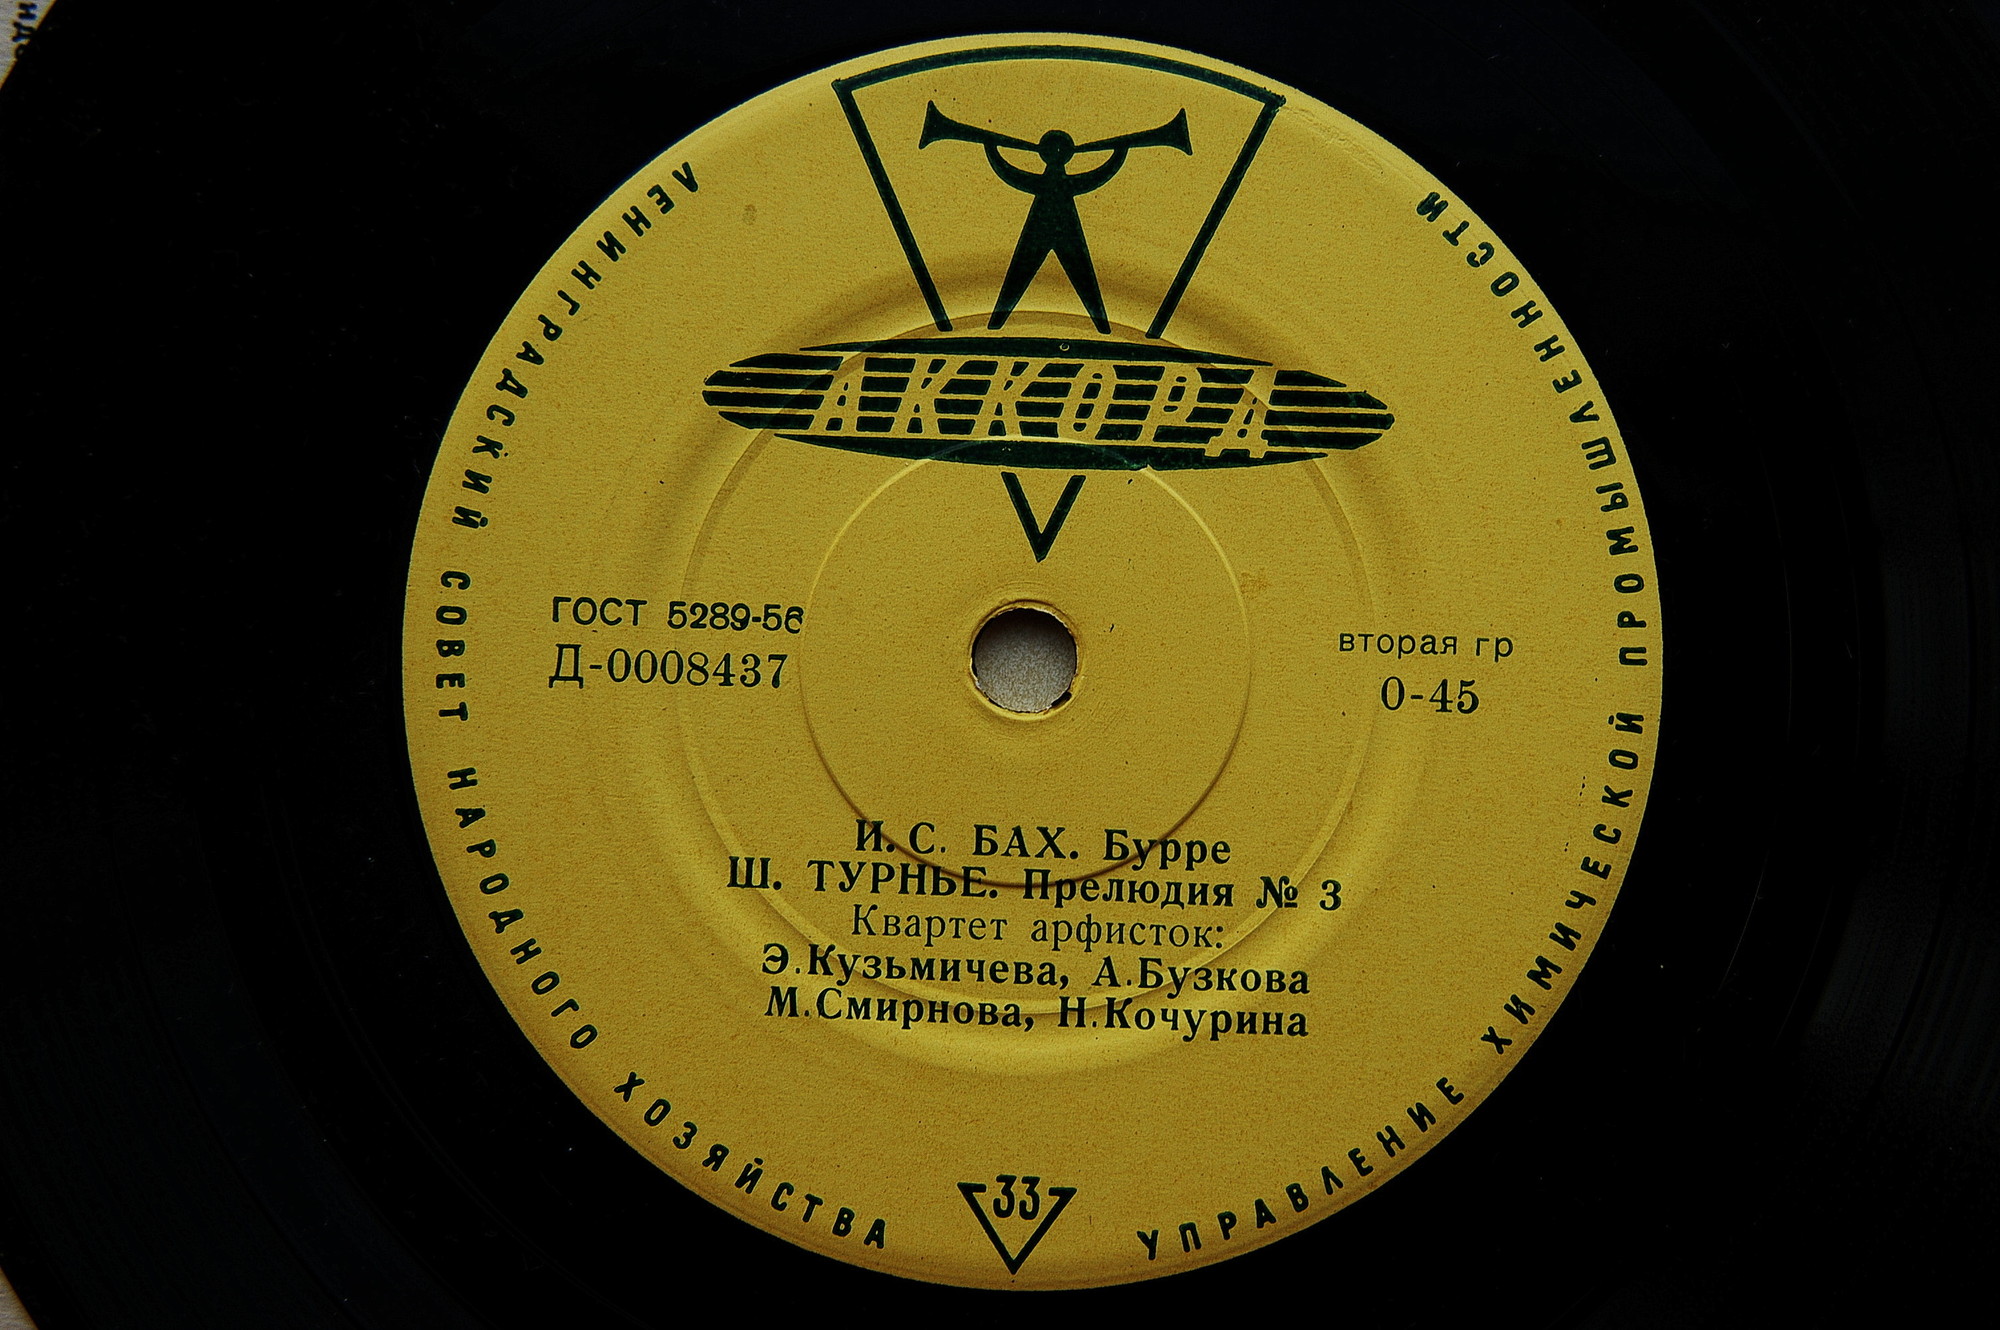 ЛЕНИНГРАДСКИЙ СОВЕТ НАРОДНОГО ХОЗЯЙСТВА
УПРАВЛЕНИЕ ХИМИЧЕСКОЙ ПРОМЫШЛЕННОСТИ
АККОРД
ГОСТ 5289-56
Д-0008437
вторая гр
0-45
И. С. БАХ. Бурре
Ш. ТУРНЬЕ. Прелюдия № 3
Квартет арфисток:
Э.Кузьмичева, А.Бузкова
М.Смирнова, Н.Кочурина
33